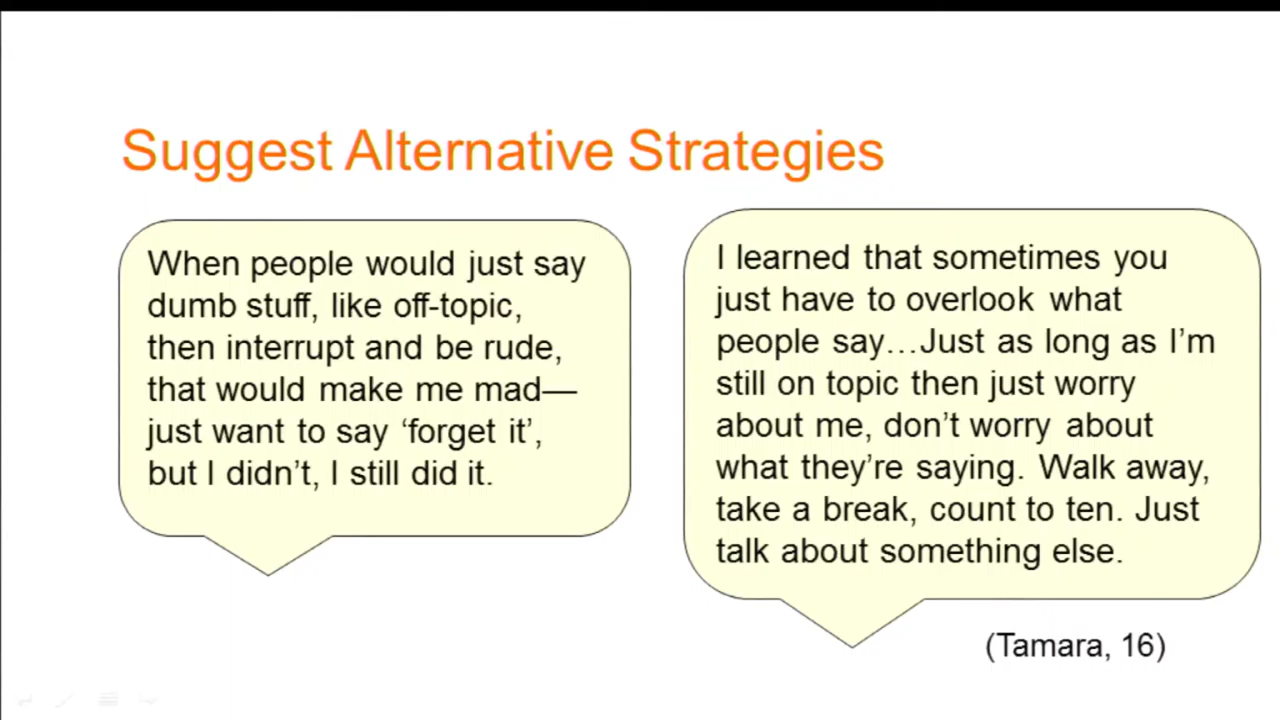 Suggest Alternative Strategies
When people would just say
dumb stuff, like off-topic,
then interrupt and be rude,
that would make me mad—
just want to say ‘forget it’,
but I didn’t, I still did it.
I learned that sometimes you
just have to overlook what
people say…Just as long as I’m
still on topic then just worry
about me, don’t worry about
what they’re saying. Walk away,
take a break, count to ten. Just
talk about something else.
(Tamara, 16)